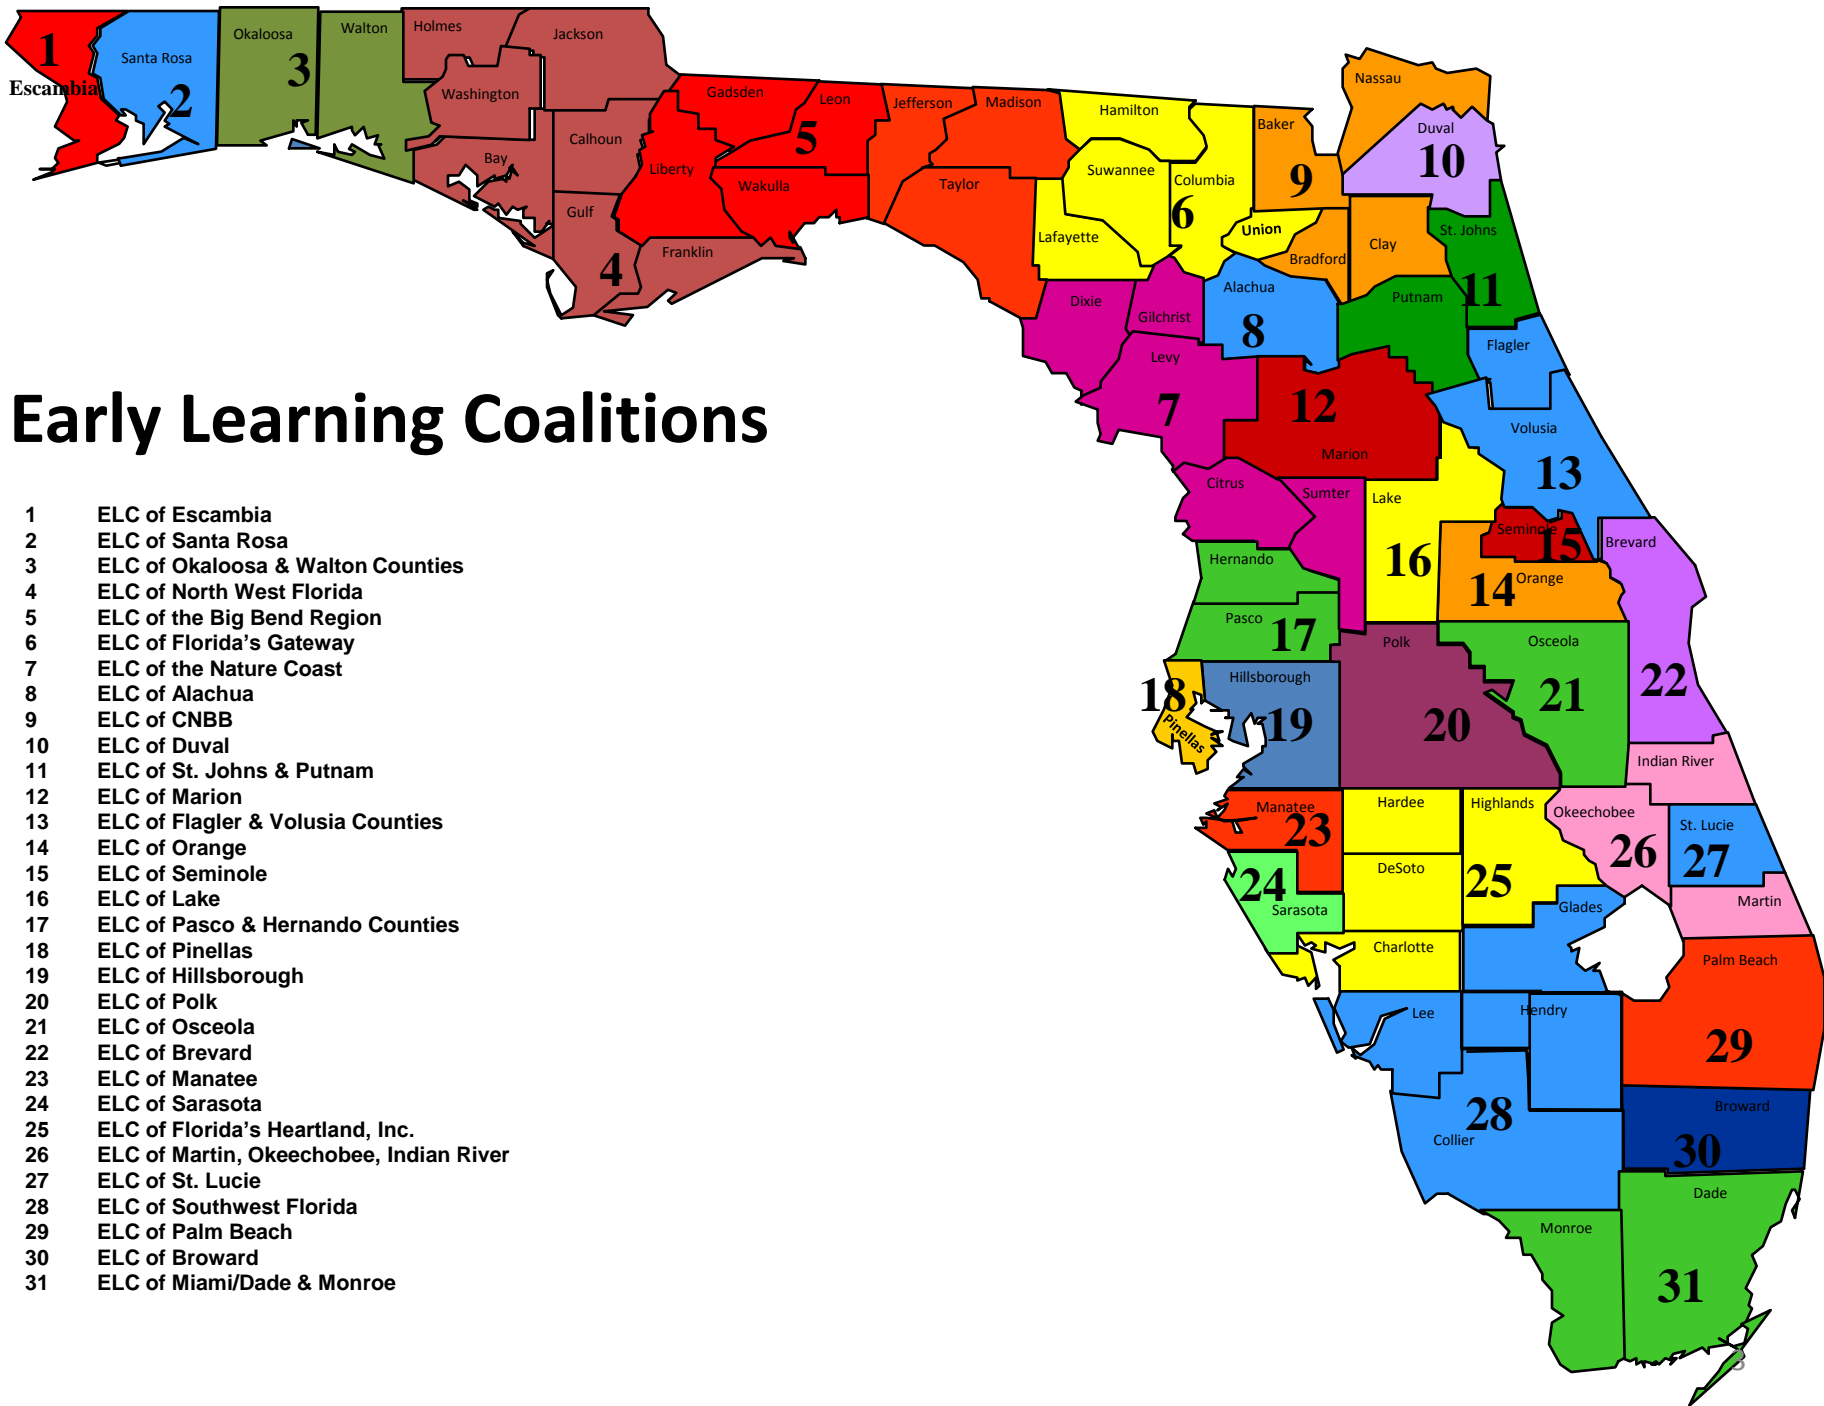 1
Escambia
Santa Rosa
2
Okaloosa
3
Walton
Holmes
Jackson
Washington
Bay
Calhoun
Gulf
4
Franklin
Liberty
Gadsden
Leon
5
Wakulla
Jefferson
Madison
Taylor
Hamilton
Suwannee
Columbia
6
Lafayette
Union
Baker
9
Nassau
Duval
10
Bradford
Clay
St. Johns
11
Putnam
Dixie
Gilchrist
Alachua
8
Levy
7
12
Marion
Flagler
Volusia
13
Citrus
Sumter
Lake
16
Seminole
15
Orange
14
Brevard
22
Hernando
Pasco
17
18
Pinellas
Hillsborough
19
Polk
20
Osceola
21
Indian River
Manatee
23
Hardee
Highlands
Okeechobee
26
St. Lucie
27
24
Sarasota
DeSoto
25
Martin
Glades
Charlotte
Lee
Hendry
Palm Beach
29
28
Collier
Broward
30
Monroe
Dade
31
Early Learning Coalitions
1 ELC of Escambia
2 ELC of Santa Rosa
3 ELC of Okaloosa & Walton Counties
4 ELC of North West Florida
5 ELC of the Big Bend Region
6 ELC of Florida’s Gateway
7 ELC of the Nature Coast
8 ELC of Alachua
9 ELC of CNBB
10 ELC of Duval
11 ELC of St. Johns & Putnam
12 ELC of Marion
13 ELC of Flagler & Volusia Counties
14 ELC of Orange
15 ELC of Seminole
16 ELC of Lake
17 ELC of Pasco & Hernando Counties
18 ELC of Pinellas
19 ELC of Hillsborough
20 ELC of Polk
21 ELC of Osceola
22 ELC of Brevard
23 ELC of Manatee
24 ELC of Sarasota
25 ELC of Florida’s Heartland, Inc.
26 ELC of Martin, Okeechobee, Indian River
27 ELC of St. Lucie
28 ELC of Southwest Florida
29 ELC of Palm Beach
30 ELC of Broward
31 ELC of Miami/Dade & Monroe
3